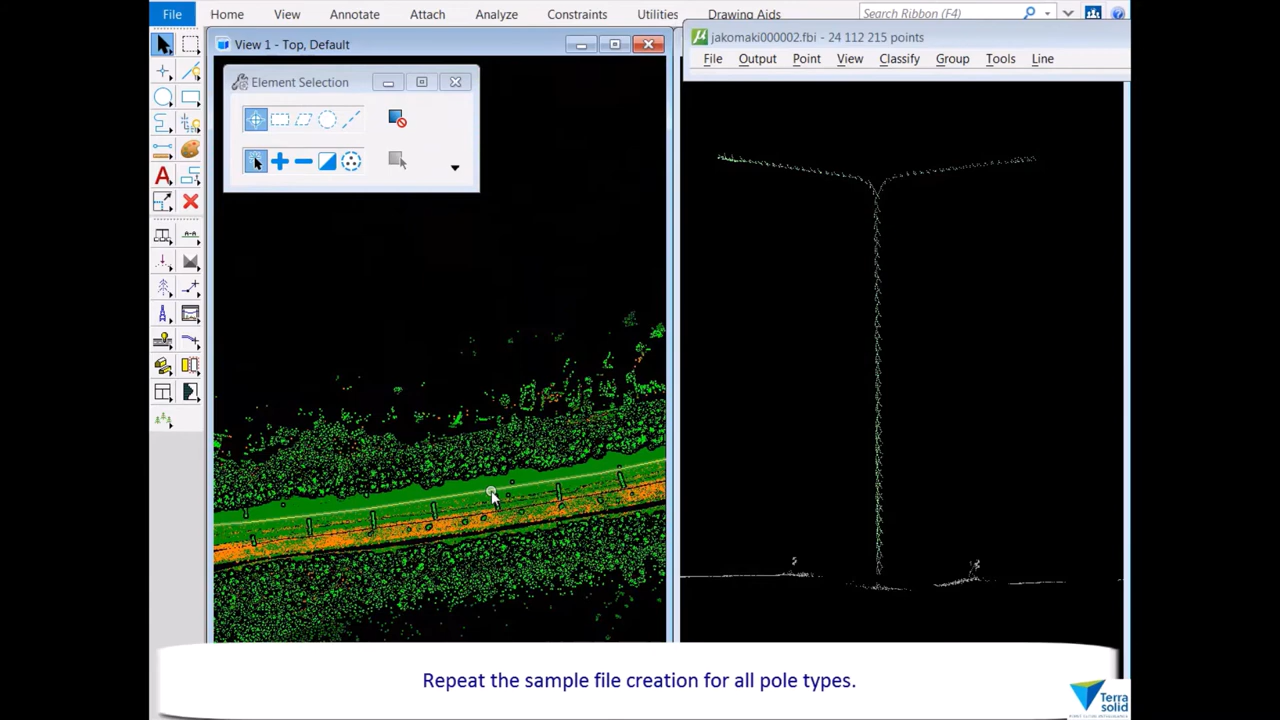 File
Home
View
Annotate
Attach
Analyze
Constraints
Utilities
Drawing Aids
Search Ribbon (F4)
View 1 - Top, Default
Element Selection
jakomaki000002.fbi - 24 112 215 points
File
Output
Point
View
Classify
Group
Tools
Line
Repeat the sample file creation for all pole types.
Terra
solid